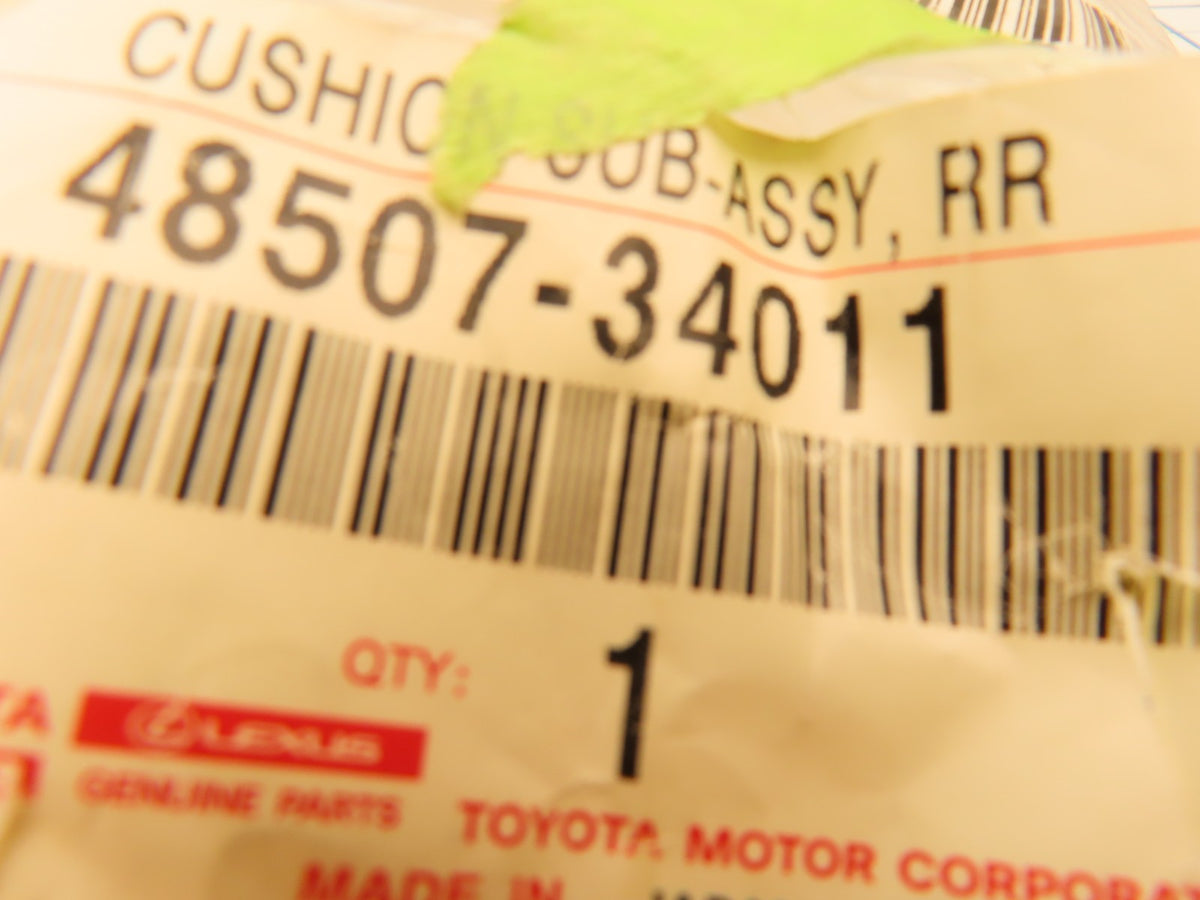 CUSHION SUB-ASSY, RR
48507-34011
QTY: 1
LEXUS
GENUINE PARTS
TOYOTA MOTOR CORPORAT
MADE IN